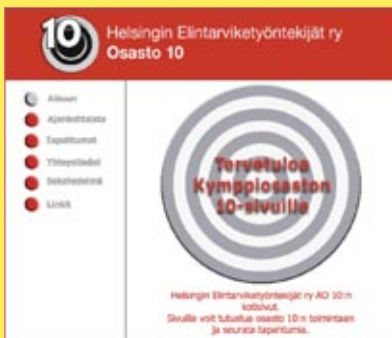 10
Helsingin Elintarviketyöntekijät ry
Osasto 10
Alkuun
Ajankohtaista
Tapahtumat
Yhteystiedot
Sekahedelmä
Linkit
Tervetuloa
Kymppiosaston
10-sivuille
Helsingin Elintarviketyöntekijät ry AO 10:n
kotisivut.
Sivuilla voit tutustua osasto 10:n toimintaan
ja seurata tapahtumia.